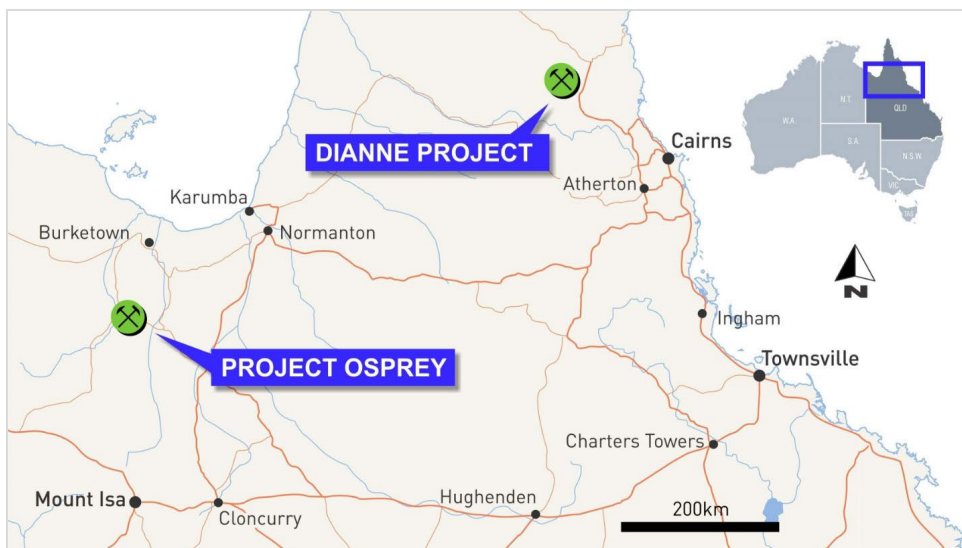 DIANNE PROJECT
Cairns
Atherton
Karumba
Normanton
Burketown
PROJECT OSPREY
Ingham
Townsville
Charters Towers
Mount Isa
Cloncurry
Hughenden
200km
W.A.
N.T.
QLD
S.A.
N.S.W.
VIC
TAS
N